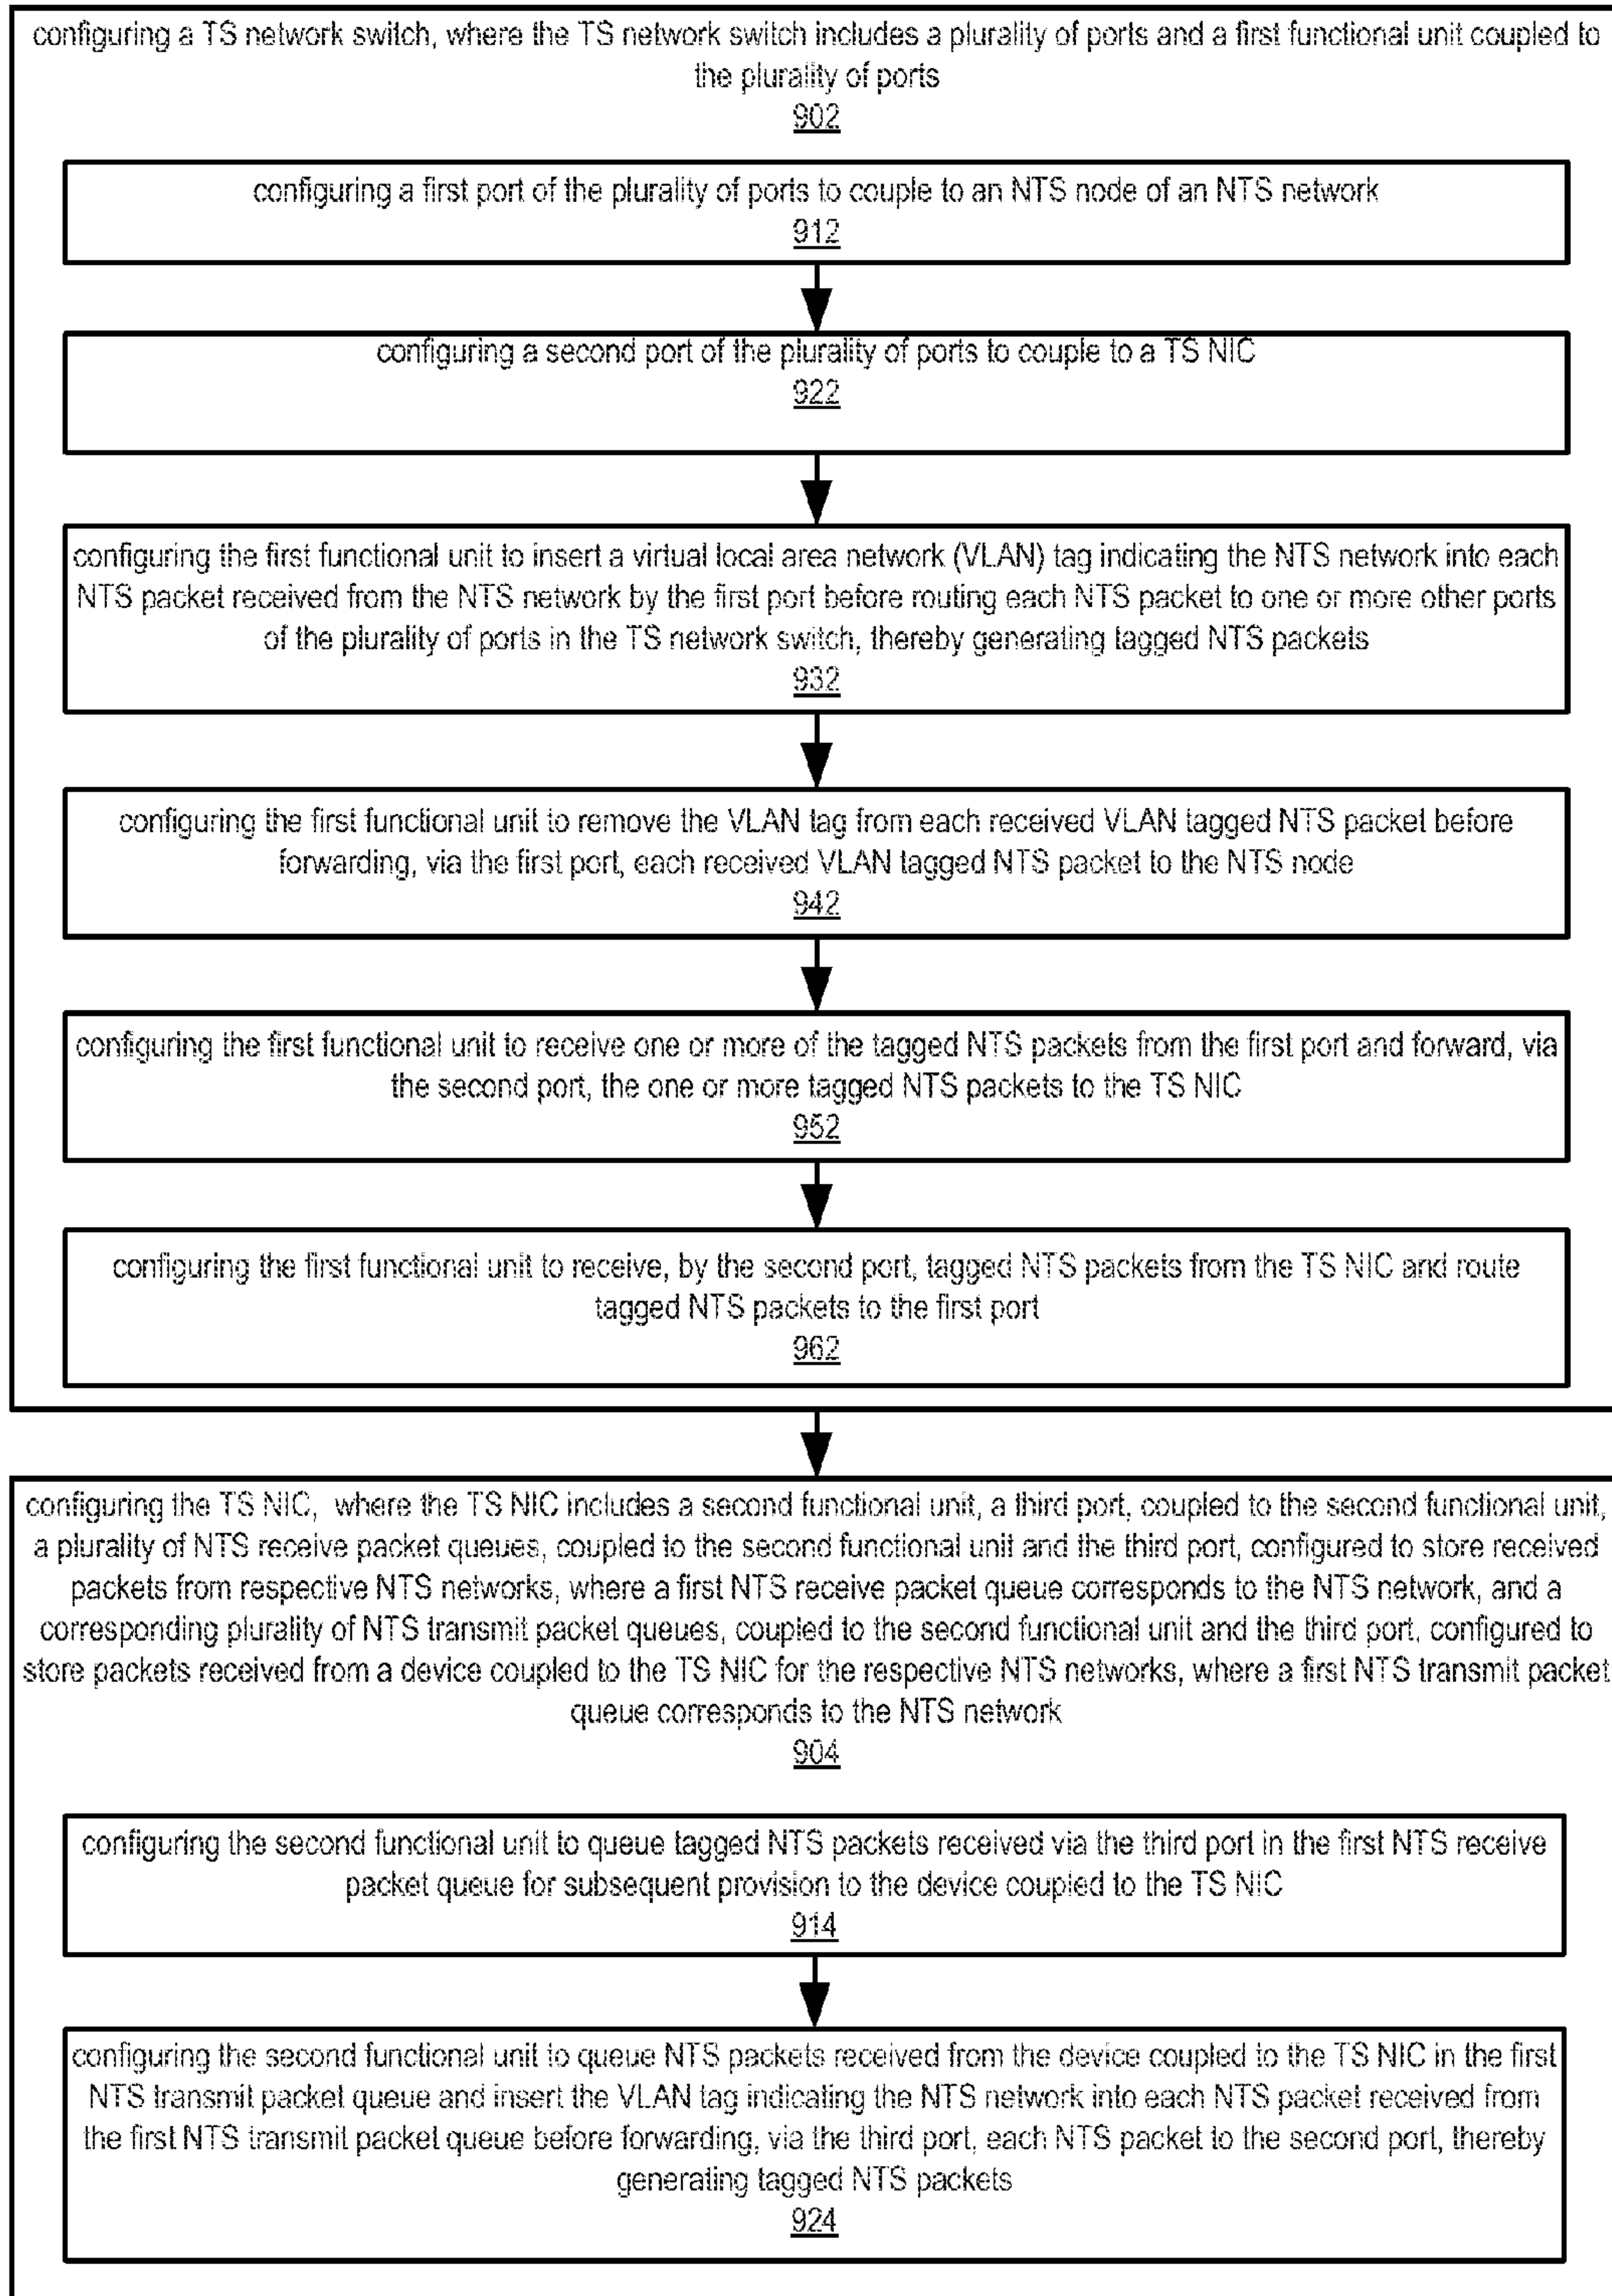 configuring a TS network switch, where the TS network switch includes a plurality of ports and a first functional unit coupled to
the plurality of ports
902
configuring a first port of the plurality of ports to couple to an NTS node of an NTS network
912
configuring a second port of the plurality of ports to couple to a TS NIC
922
configuring the first functional unit to insert a virtual local area network (VLAN) tag indicating the NTS network into each
NTS packet received from the NTS network by the first port before routing each NTS packet to one or more other ports
of the plurality of ports in the TS network switch, thereby generating tagged NTS packets
932
configuring the first functional unit to remove the VLAN tag from each received VLAN tagged NTS packet before
forwarding, via the first port, each received VLAN tagged NTS packet to the NTS node
942
configuring the first functional unit to receive one or more of the tagged NTS packets from the first port and forward, via
the second port, the one or more tagged NTS packets to the TS NIC
952
configuring the first functional unit to receive, by the second port, tagged NTS packets from the TS NIC and route
tagged NTS packets to the first port
962
configuring the TS NIC, where the TS NIC includes a second functional unit, a third port, coupled to the second functional unit,
a plurality of NTS receive packet queues, coupled to the second functional unit and the third port, configured to store received
packets from respective NTS networks, where a first NTS receive packet queue corresponds to the NTS network, and a
corresponding plurality of NTS transmit packet queues, coupled to the second functional unit and the third port, configured to
store packets received from a device coupled to the TS NIC for the respective NTS networks, where a first NTS transmit packet
queue corresponds to the NTS network
904
configuring the second functional unit to queue tagged NTS packets received via the third port in the first NTS receive
packet queue for subsequent provision to the device coupled to the TS NIC
914
configuring the second functional unit to queue NTS packets received from the device coupled to the TS NIC in the first
NTS transmit packet queue and insert the VLAN tag indicating the NTS network into each NTS packet received from
the first NTS transmit packet queue before forwarding, via the third port, each NTS packet to the second port, thereby
generating tagged NTS packets
924